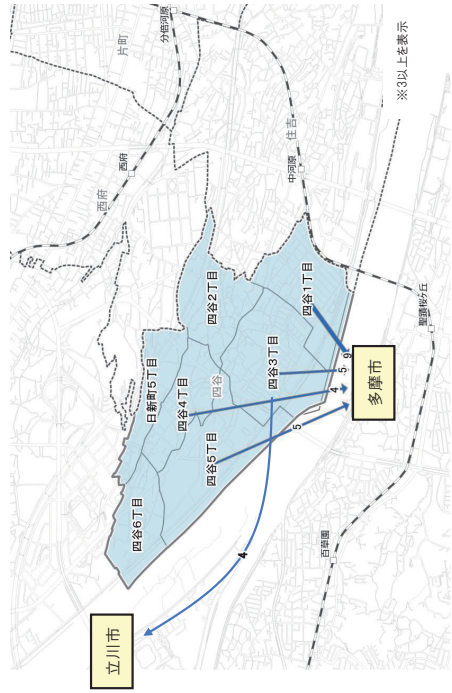 ※3以上を表示
片町
分倍河原
西府
西府
住吉
中河原
聖蹟桜ヶ丘
百草園
四谷1丁目
四谷2丁目
四谷3丁目
四谷
四谷4丁目
日新町5丁目
四谷5丁目
四谷6丁目
9
5
4
5
4
多摩市
立川市